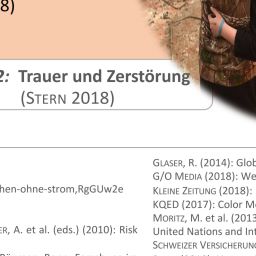 8)
2: Trauer und Zerstörung
(STERN 2018)
hen-ohne-strom,RgGUw2e
ER, A. et al. (eds.) (2010): Risk
GLASER, R. (2014): Glob
G/O MEDIA (2018): We
KLEINE ZEITUNG (2018):
KQED (2017): Color Me
MORITZ, M. et al. (2013
United Nations and Int
SCHWEIZER VERSICHERUN